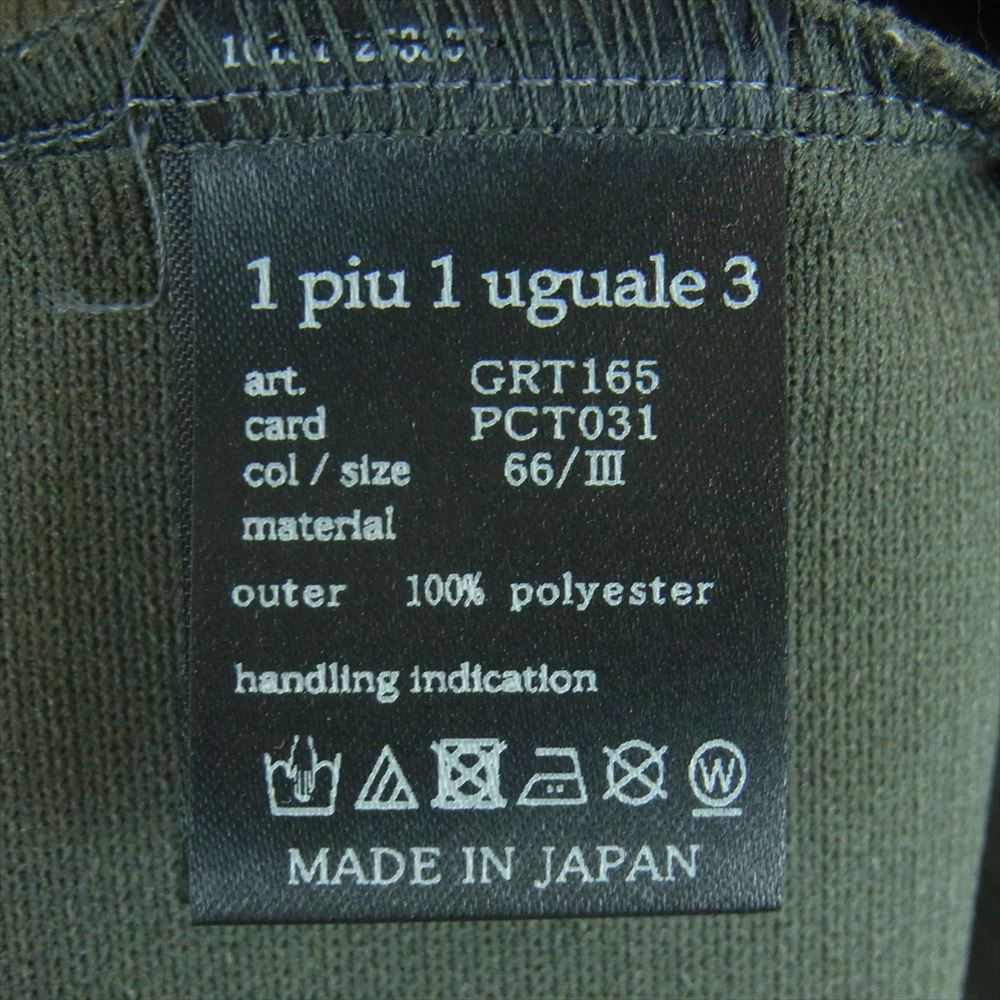 1 piu 1 uguale 3
art. GRT165
card PCT031
col / size 66/III
material
outer 100% polyester
handling indication
W
MADE IN JAPAN